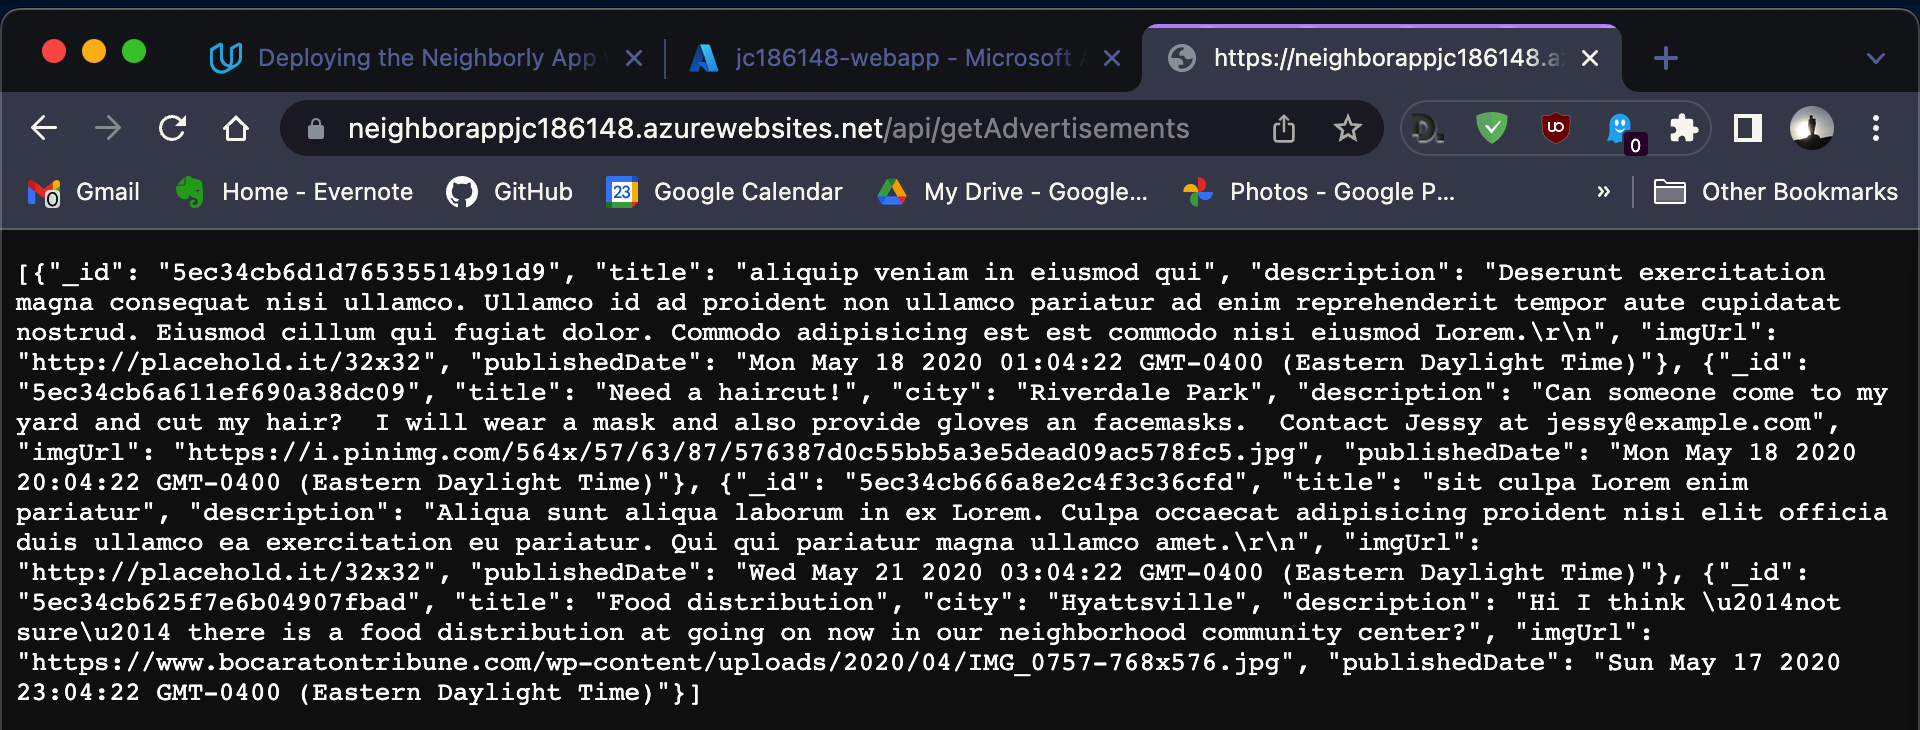 Deploying the Neighborly App
jc186148-webapp - Microsoft
https://neighborappjc186148.a
neighborappjc186148.azurewebsites.net/api/getAdvertisements
D.
uo
0
0
Gmail
Home - Evernote
GitHub
23
Google Calendar
My Drive - Google...
Photos - Google P...
»
Other Bookmarks
[{"_id": "5ec34cb6d1d76535514b91d9", "title": "aliquip veniam in eiusmod qui", "description": "Deserunt exercitation
magna consequat nisi ullamco. Ullamco id ad proident non ullamco pariatur ad enim reprehenderit tempor aute cupidatat
nostrud. Eiusmod cillum qui fugiat dolor. Commodo adipisicing est est commodo nisi eiusmod Lorem.\r\n", "imgUrl":
"http://placehold.it/32x32", "publishedDate": "Mon May 18 2020 01:04:22 GMT-0400 (Eastern Daylight Time)"}, {"_id":
"5ec34cb6a611ef690a38dc09", "title": "Need a haircut!", "city": "Riverdale Park", "description": "Can someone come to my
yard and cut my hair?  I will wear a mask and also provide gloves an facemasks.  Contact Jessy at jessy@example.com",
"imgUrl": "https://i.pinimg.com/564x/57/63/87/576387d0c55bb5a3e5dead09ac578fc5.jpg", "publishedDate": "Mon May 18 2020
20:04:22 GMT-0400 (Eastern Daylight Time)"}, {"_id": "5ec34cb666a8e2c4f3c36cfd", "title": "sit culpa Lorem enim
pariatur", "description": "Aliqua sunt aliqua laborum in ex Lorem. Culpa occaecat adipisicing proident nisi elit officia
duis ullamco ea exercitation eu pariatur. Qui qui pariatur magna ullamco amet.\r\n", "imgUrl":
"http://placehold.it/32x32", "publishedDate": "Wed May 21 2020 03:04:22 GMT-0400 (Eastern Daylight Time)"}, {"_id":
"5ec34cb625f7e6b04907fbad", "title": "Food distribution", "city": "Hyattsville", "description": "Hi I think \u2014not
sure\u2014 there is a food distribution at going on now in our neighborhood community center?", "imgUrl":
"https://www.bocaratontribune.com/wp-content/uploads/2020/04/IMG_0757-768x576.jpg", "publishedDate": "Sun May 17 2020
23:04:22 GMT-0400 (Eastern Daylight Time)"}]